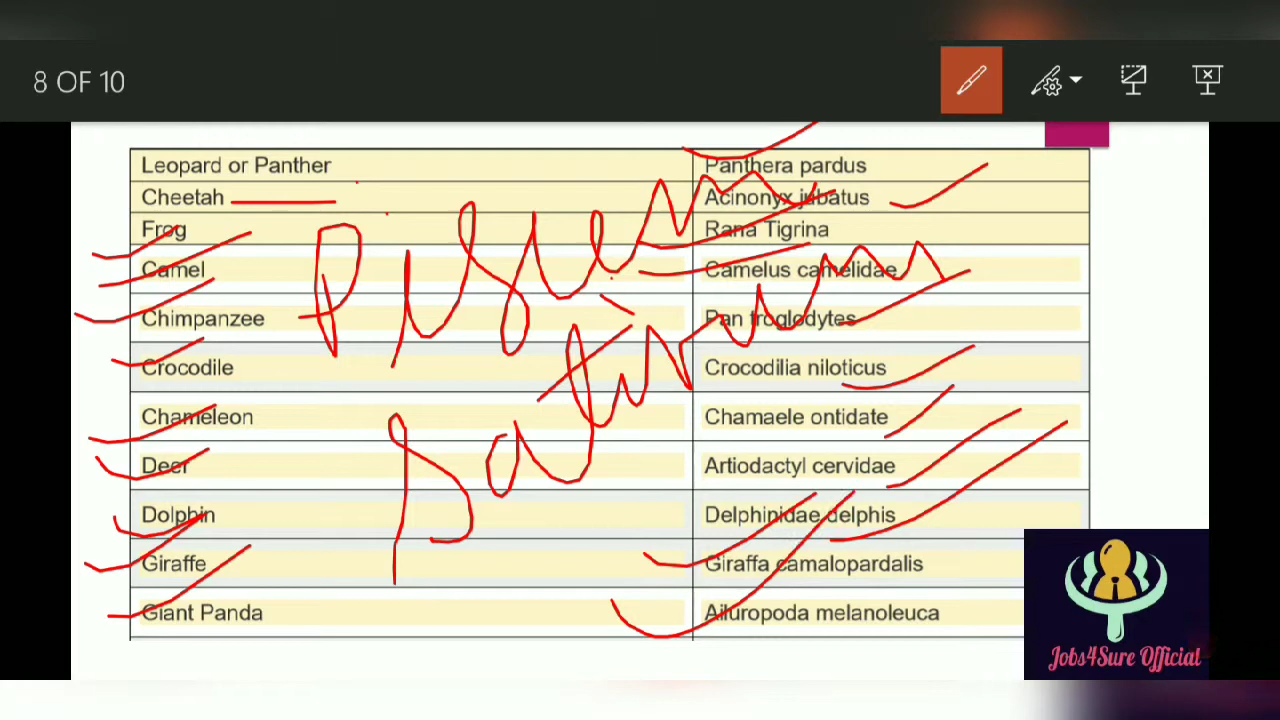 8 OF 10
Leopard or Panther Panthera pardus
Cheetah Acinonyx jubatus
Frog Rana Tigrina
Camel Camelus camelidae
Chimpanzee Pan troglodytes
Crocodile Crocodilia niloticus
Chameleon Chamaele ontidate
Deer Artiodactyl cervidae
Dolphin Delphinidae delphis
Giraffe Giraffa camalopardalis
Giant Panda Ailuropoda melanoleuca
Pisum
Sativum
Jobs4Sure Official